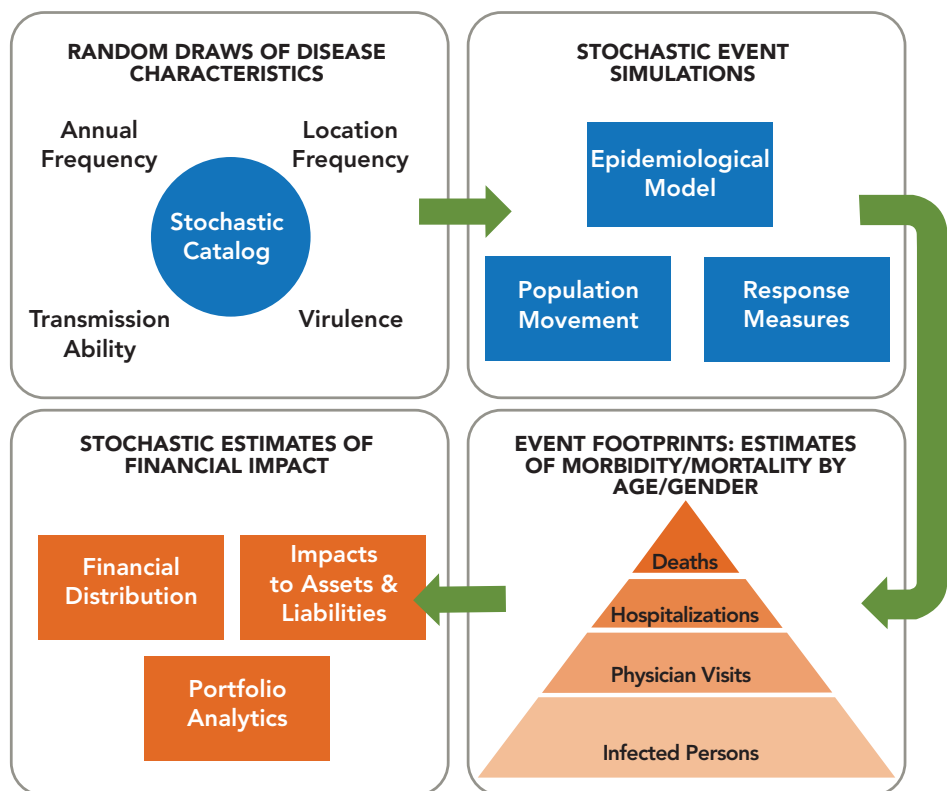 RANDOM DRAWS OF DISEASE
CHARACTERISTICS
Annual
Frequency
Location
Frequency
Stochastic
Catalog
Transmission
Ability
Virulence
STOCHASTIC EVENT
SIMULATIONS
Epidemiological
Model
Population
Movement
Response
Measures
STOCHASTIC ESTIMATES OF
FINANCIAL IMPACT
Financial
Distribution
Impacts
to Assets &
Liabilities
Portfolio
Analytics
EVENT FOOTPRINTS: ESTIMATES
OF MORBIDITY/MORTALITY BY
AGE/GENDER
Deaths
Hospitalizations
Physician Visits
Infected Persons